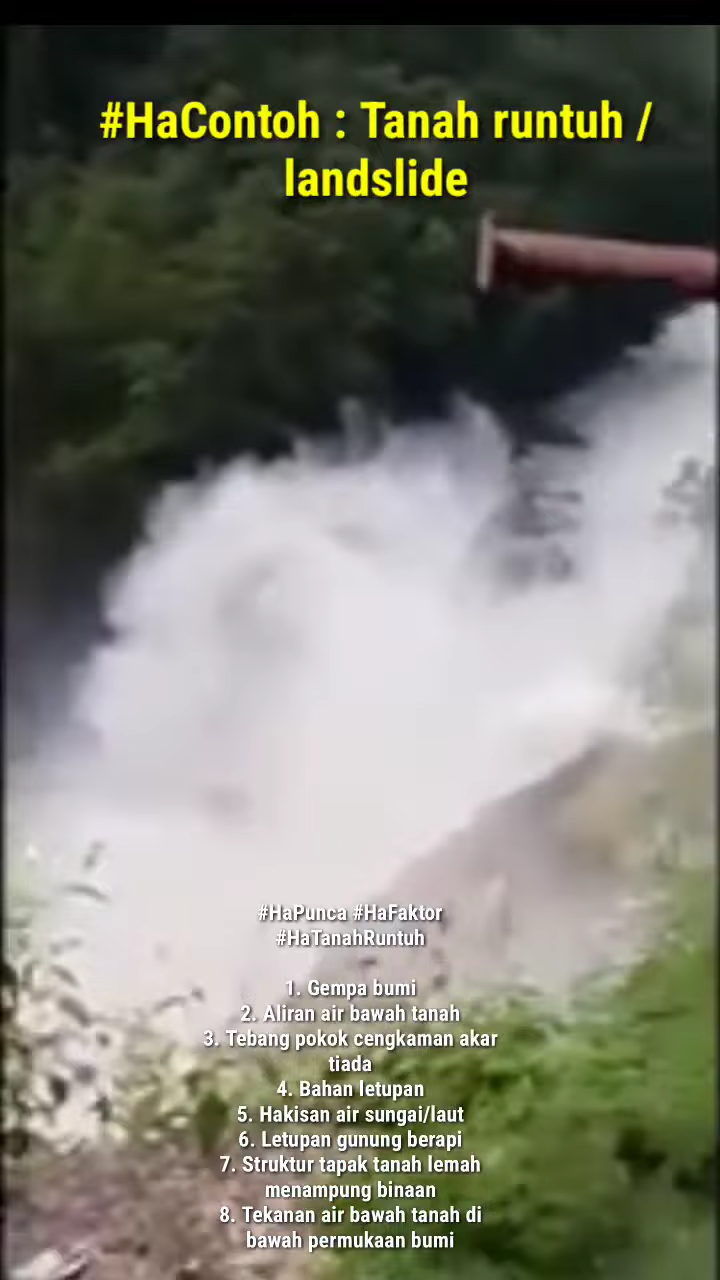 #HaContoh : Tanah runtuh /
landslide
#HaPunca #HaFaktor
#HaTanahRuntuh
1. Gempa bumi
2. Aliran air bawah tanah
3. Tebang pokok cengkaman akar
tiada
4. Bahan letupan
5. Hakisan air sungai/laut
6. Letupan gunung berapi
7. Struktur tapak tanah lemah
menampung binaan
8. Tekanan air bawah tanah di
bawah permukaan bumi